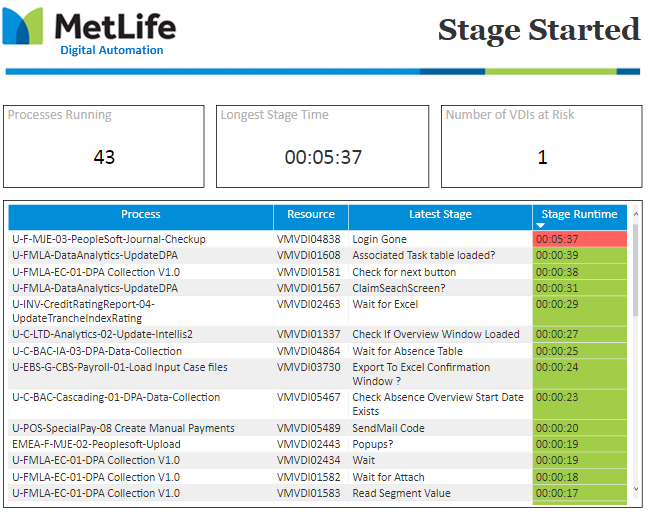 MetLife
Digital Automation
Stage Started
Processes Running
43
Longest Stage Time
00:05:37
Number of VDIs at Risk
1
Process Resource Latest Stage Stage Runtime
U-F-MJE-03-PeopleSoft-Journal-Checkup VMVDI04838 Login Gone 00:05:37
U-FMLA-DataAnalytics-UpdateDPA VMVDI01608 Associated Task table loaded? 00:00:39
U-FMLA-EC-01-DPA Collection V1.0 VMVDI01581 Check for next button 00:00:38
U-FMLA-DataAnalytics-UpdateDPA VMVDI01567 ClaimSeachScreen? 00:00:31
U-INV-CreditRatingReport-04- VMVDI02463 Wait for Excel 00:00:29
UpdateTrancheIndexRating
U-C-LTD-Analytics-02-Update-Intellis2 VMVDI01337 Check If Overview Window Loaded 00:00:27
U-C-BAC-IA-03-DPA-Data-Collection VMVDI04864 Wait for Absence Table 00:00:25
U-EBS-G-CBS-Payroll-01-Load Input Case files VMVDI03730 Export To Excel Confirmation 00:00:24
Window ?
U-C-BAC-Cascading-01-DPA-Data-Collection VMVDI05467 Check Absence Overview Start Date 00:00:23
Exists
U-POS-SpecialPay-08 Create Manual Payments VMVDI05489 SendMail Code 00:00:20
EMEA-F-MJE-02-Peoplesoft-Upload VMVDI02443 Popups? 00:00:19
U-FMLA-EC-01-DPA Collection V1.0 VMVDI02434 Wait 00:00:19
U-FMLA-EC-01-DPA Collection V1.0 VMVDI01582 Wait for Attach 00:00:18
U-FMLA-EC-01-DPA Collection V1.0 VMVDI01583 Read Segment Value 00:00:17